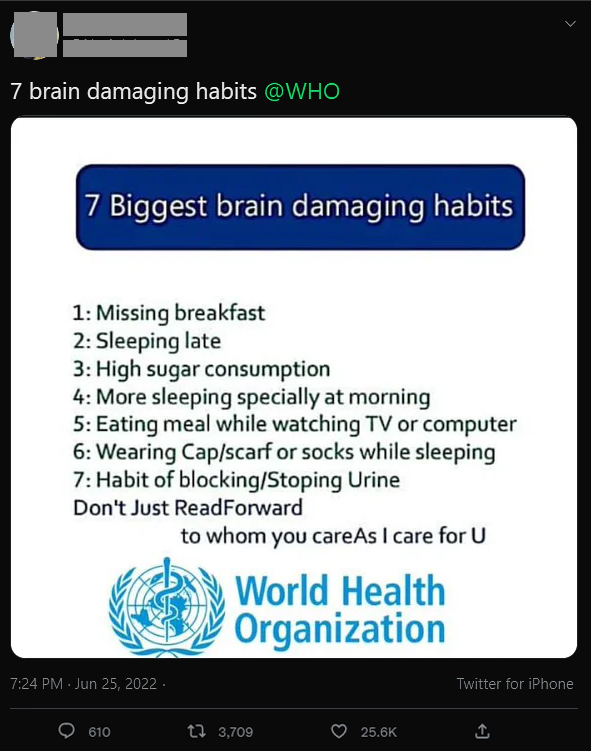 7 brain damaging habits @WHO
7 Biggest brain damaging habits
1: Missing breakfast
2: Sleeping late
3: High sugar consumption
4: More sleeping specially at morning
5: Eating meal while watching TV or computer
6: Wearing Cap/scarf or socks while sleeping
7: Habit of blocking/Stoping Urine
Don't Just ReadForward
to whom you careAs I care for U
World Health
Organization
7:24 PM · Jun 25, 2022 ·
Twitter for iPhone
610
3,709
25.6K